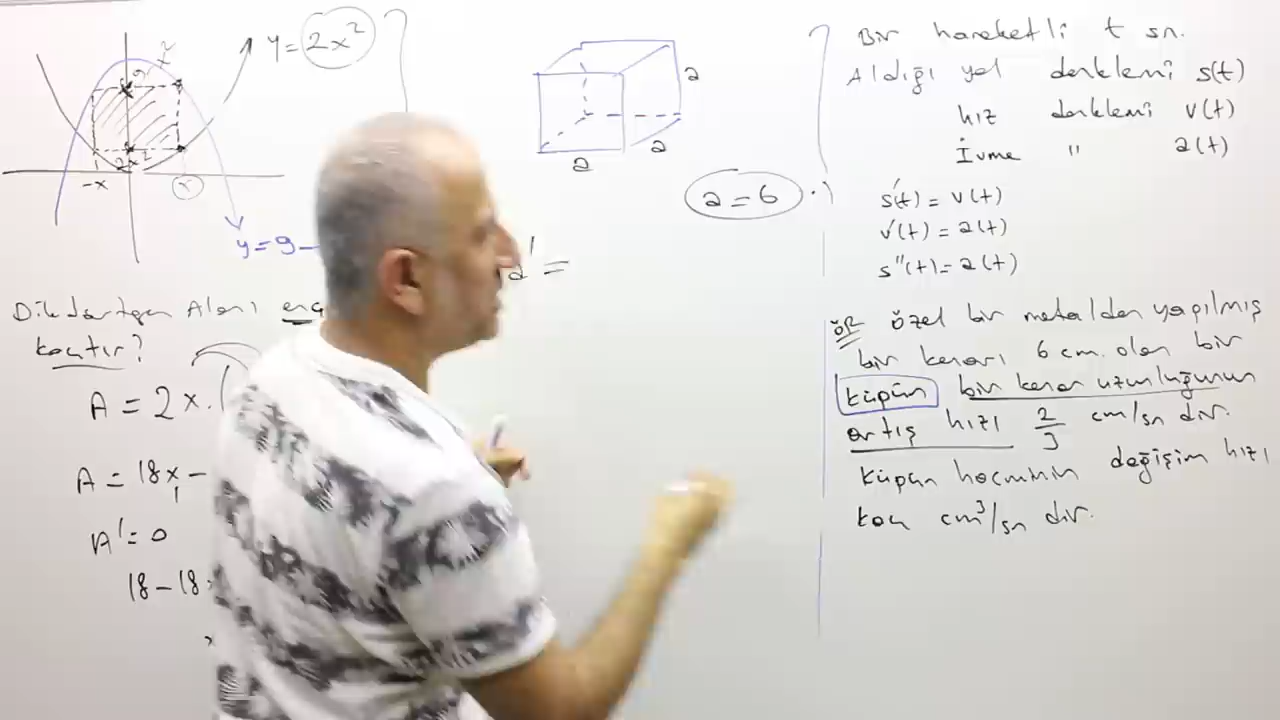 y=2x²
9-x²
2x²
-x
x
y=9-
Dikdörtgen Alanı
kaçtır?
A = 2x.(
A = 18x-
A' = 0
18-18
a
a
a
a = 6
a' =
Bir hareketli t sn.
Aldığı yol denklemi s(t)
hız denklemi v(t)
İvme " a(t)
s'(t) = v(t)
v'(t) = a(t)
s''(t) = a(t)
ÖR özel bir metalden yapılmış
bir kenarı 6 cm. olan bir
küpün bir kenar uzunluğunun
artış hızı 2/3 cm/sn dir.
Küpün hacminin değişim hızı
kaç cm³/sn dir.